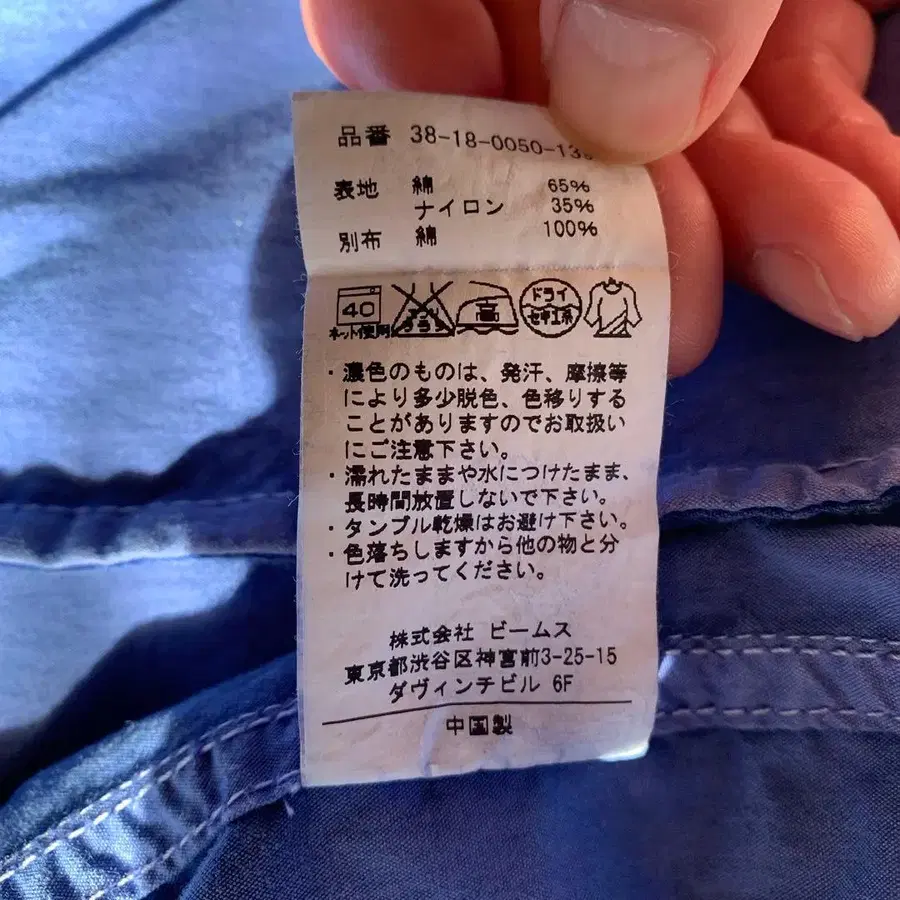 品番 38-18-0050-13
表地 綿 65%
ナイロン 35%
別布 綿 100%
40 高 ドライ
ネット使用 エンソ サラシ セキユ系
・濃色のものは、発汗、摩擦等
により多少脱色、色移りする
ことがありますのでお取扱い
にご注意下さい。
・濡れたままや水につけたまま、
長時間放置しないで下さい。
・タンブル乾燥はお避け下さい。
・色落ちしますから他の物と分
けて洗ってください。
株式会社 ビームス
東京都渋谷区神宮前3-25-15
ダヴィンチビル 6F
中国製